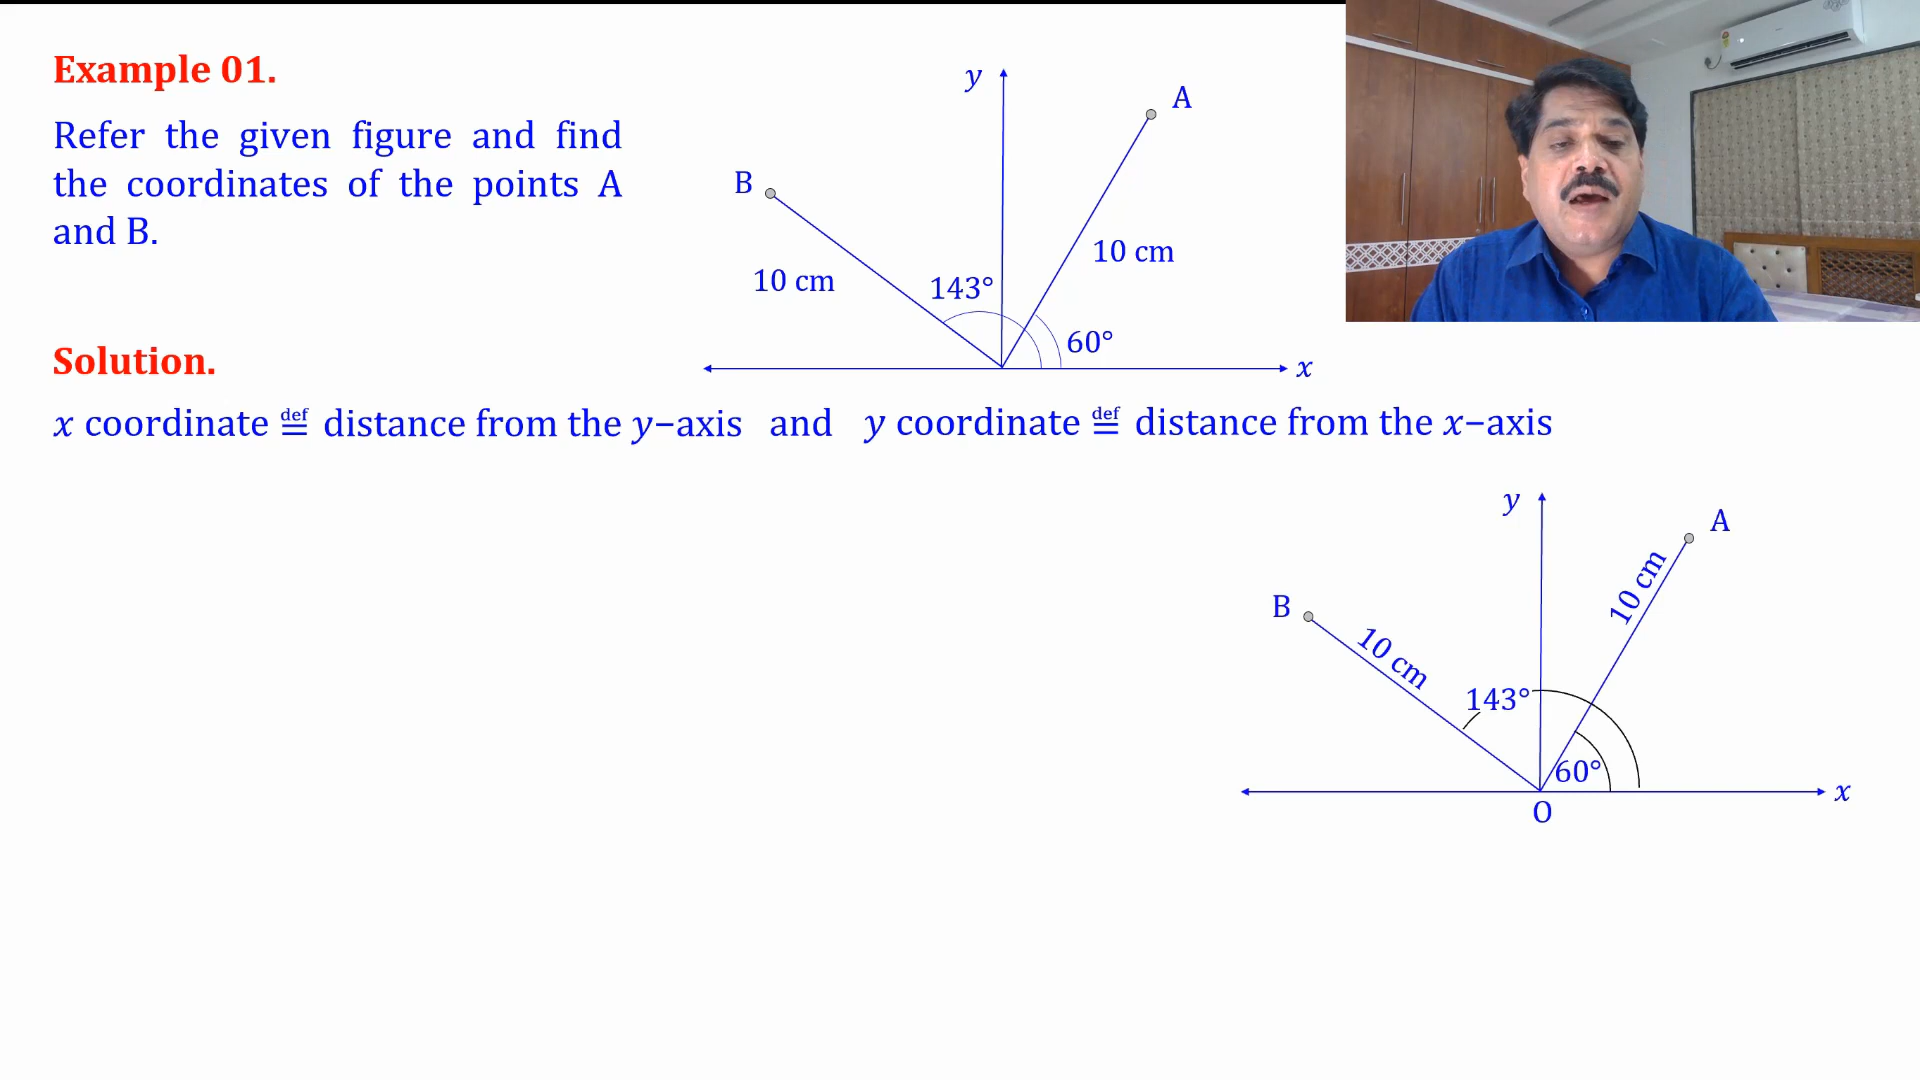 Example 01.
Refer the given figure and find
the coordinates of the points A
and B.
y
A
B
10 cm
10 cm
143°
60°
x
Solution.
x coordinate ≝ distance from the y−axis and y coordinate ≝ distance from the x−axis
y
A
B
10 cm
10 cm
143°
60°
x
O